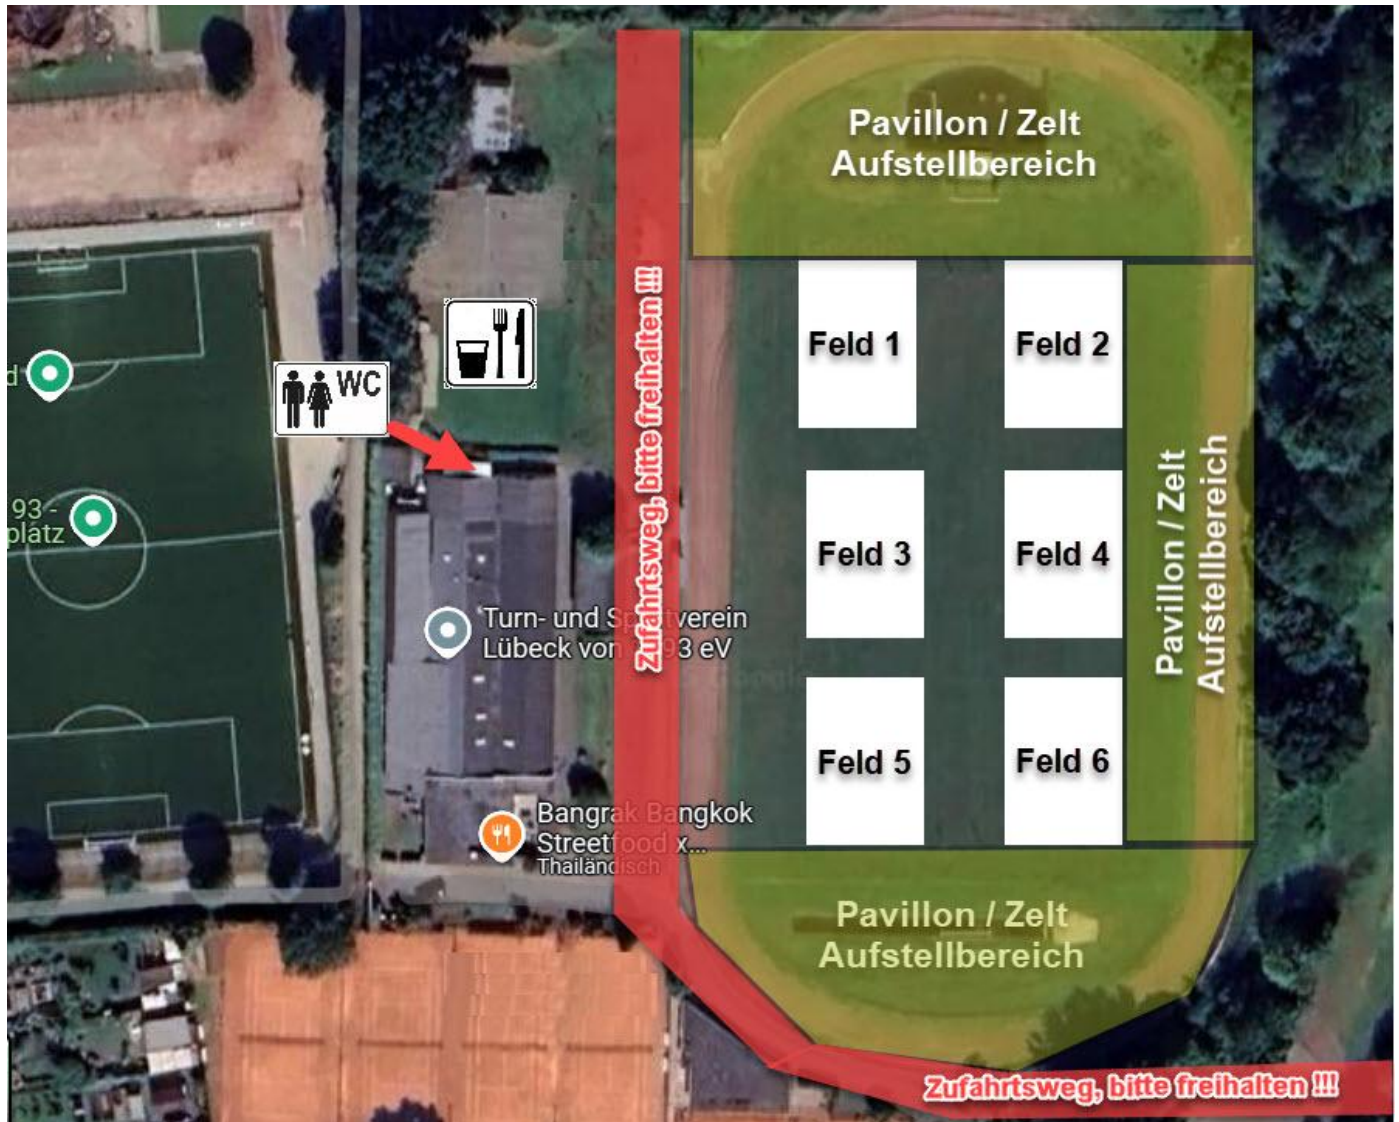 Pavillon / Zelt
Aufstellbereich
Zufahrtsweg, bitte freihalten !!!
Feld 1
Feld 2
WC
d
93 -
platz
Feld 3
Feld 4
Pavillon / Zelt
Aufstellbereich
Turn- und Sp
tverein
Lübeck von
93 eV
Feld 5
Feld 6
Bangrak Bangkok
Streetfood x...
Thailändisch
Pavillon / Zelt
Aufstellbereich
Zufahrtsweg, bitte freihalten !!!